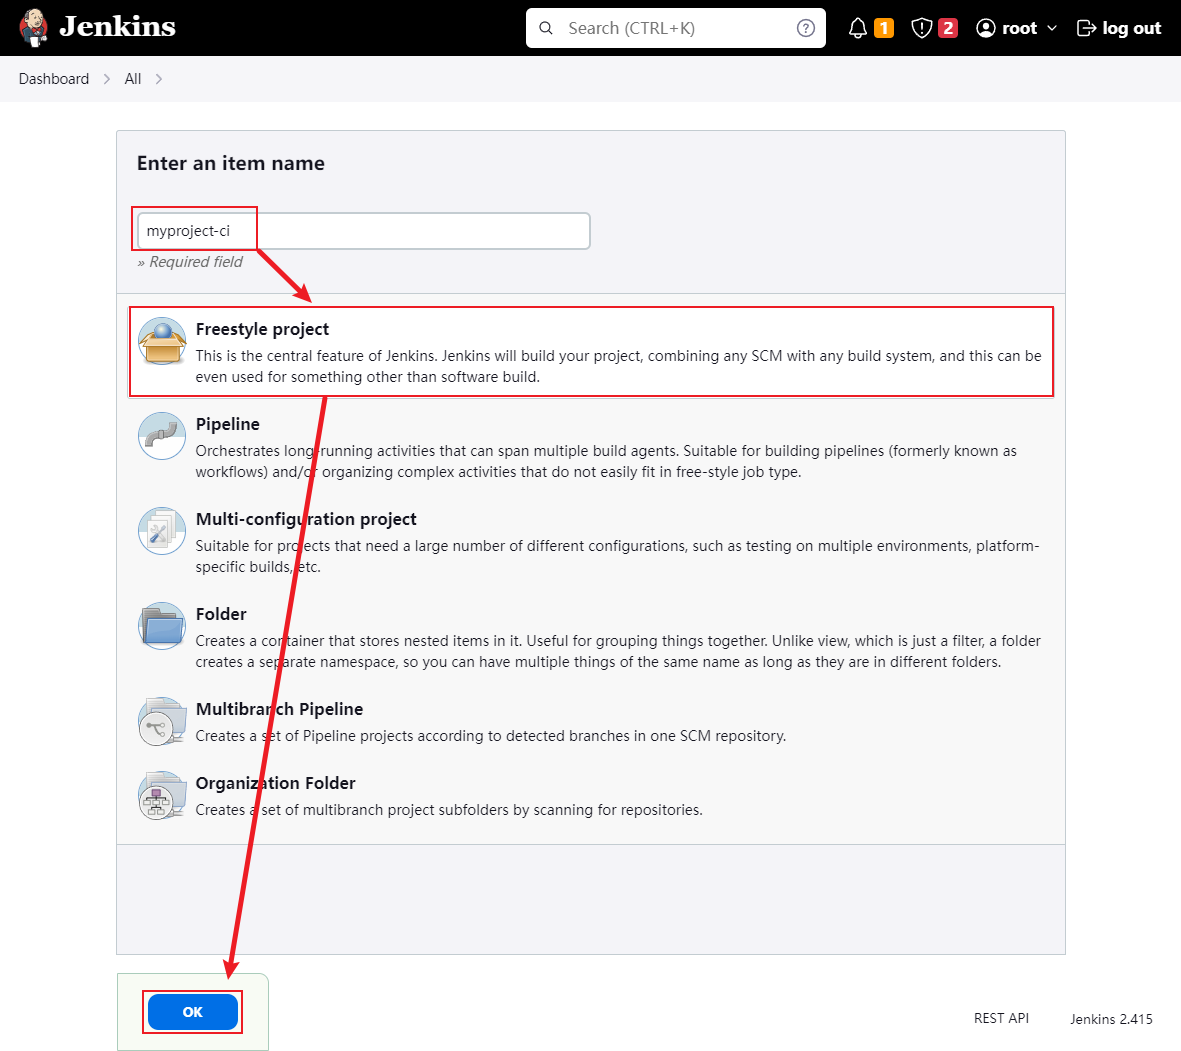 Jenkins
Search (CTRL+K)
1
2
root
log out
Dashboard
All
Enter an item name
myproject-ci
» Required field
Freestyle project
This is the central feature of Jenkins. Jenkins will build your project, combining any SCM with any build system, and this can be
even used for something other than software build.
Pipeline
Orchestrates long-running activities that can span multiple build agents. Suitable for building pipelines (formerly known as
workflows) and/or organizing complex activities that do not easily fit in free-style job type.
Multi-configuration project
Suitable for projects that need a large number of different configurations, such as testing on multiple environments, platform-
specific builds, etc.
Folder
Creates a container that stores nested items in it. Useful for grouping things together. Unlike view, which is just a filter, a folder
creates a separate namespace, so you can have multiple things of the same name as long as they are in different folders.
Multibranch Pipeline
Creates a set of Pipeline projects according to detected branches in one SCM repository.
Organization Folder
Creates a set of multibranch project subfolders by scanning for repositories.
OK
REST API
Jenkins 2.415